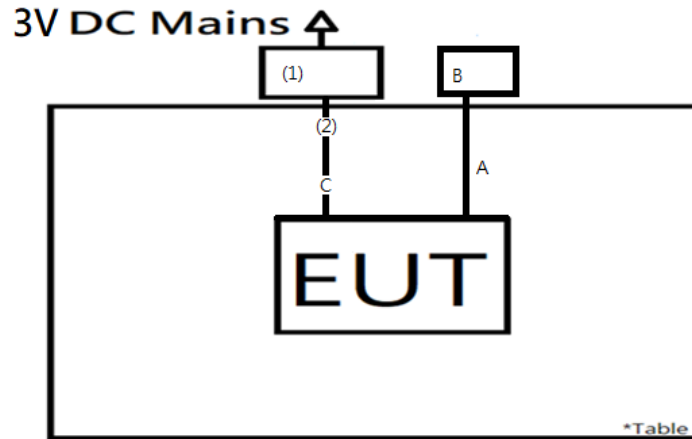 3V DC Mains
(1)
B
(2)
C
A
EUT
*Table